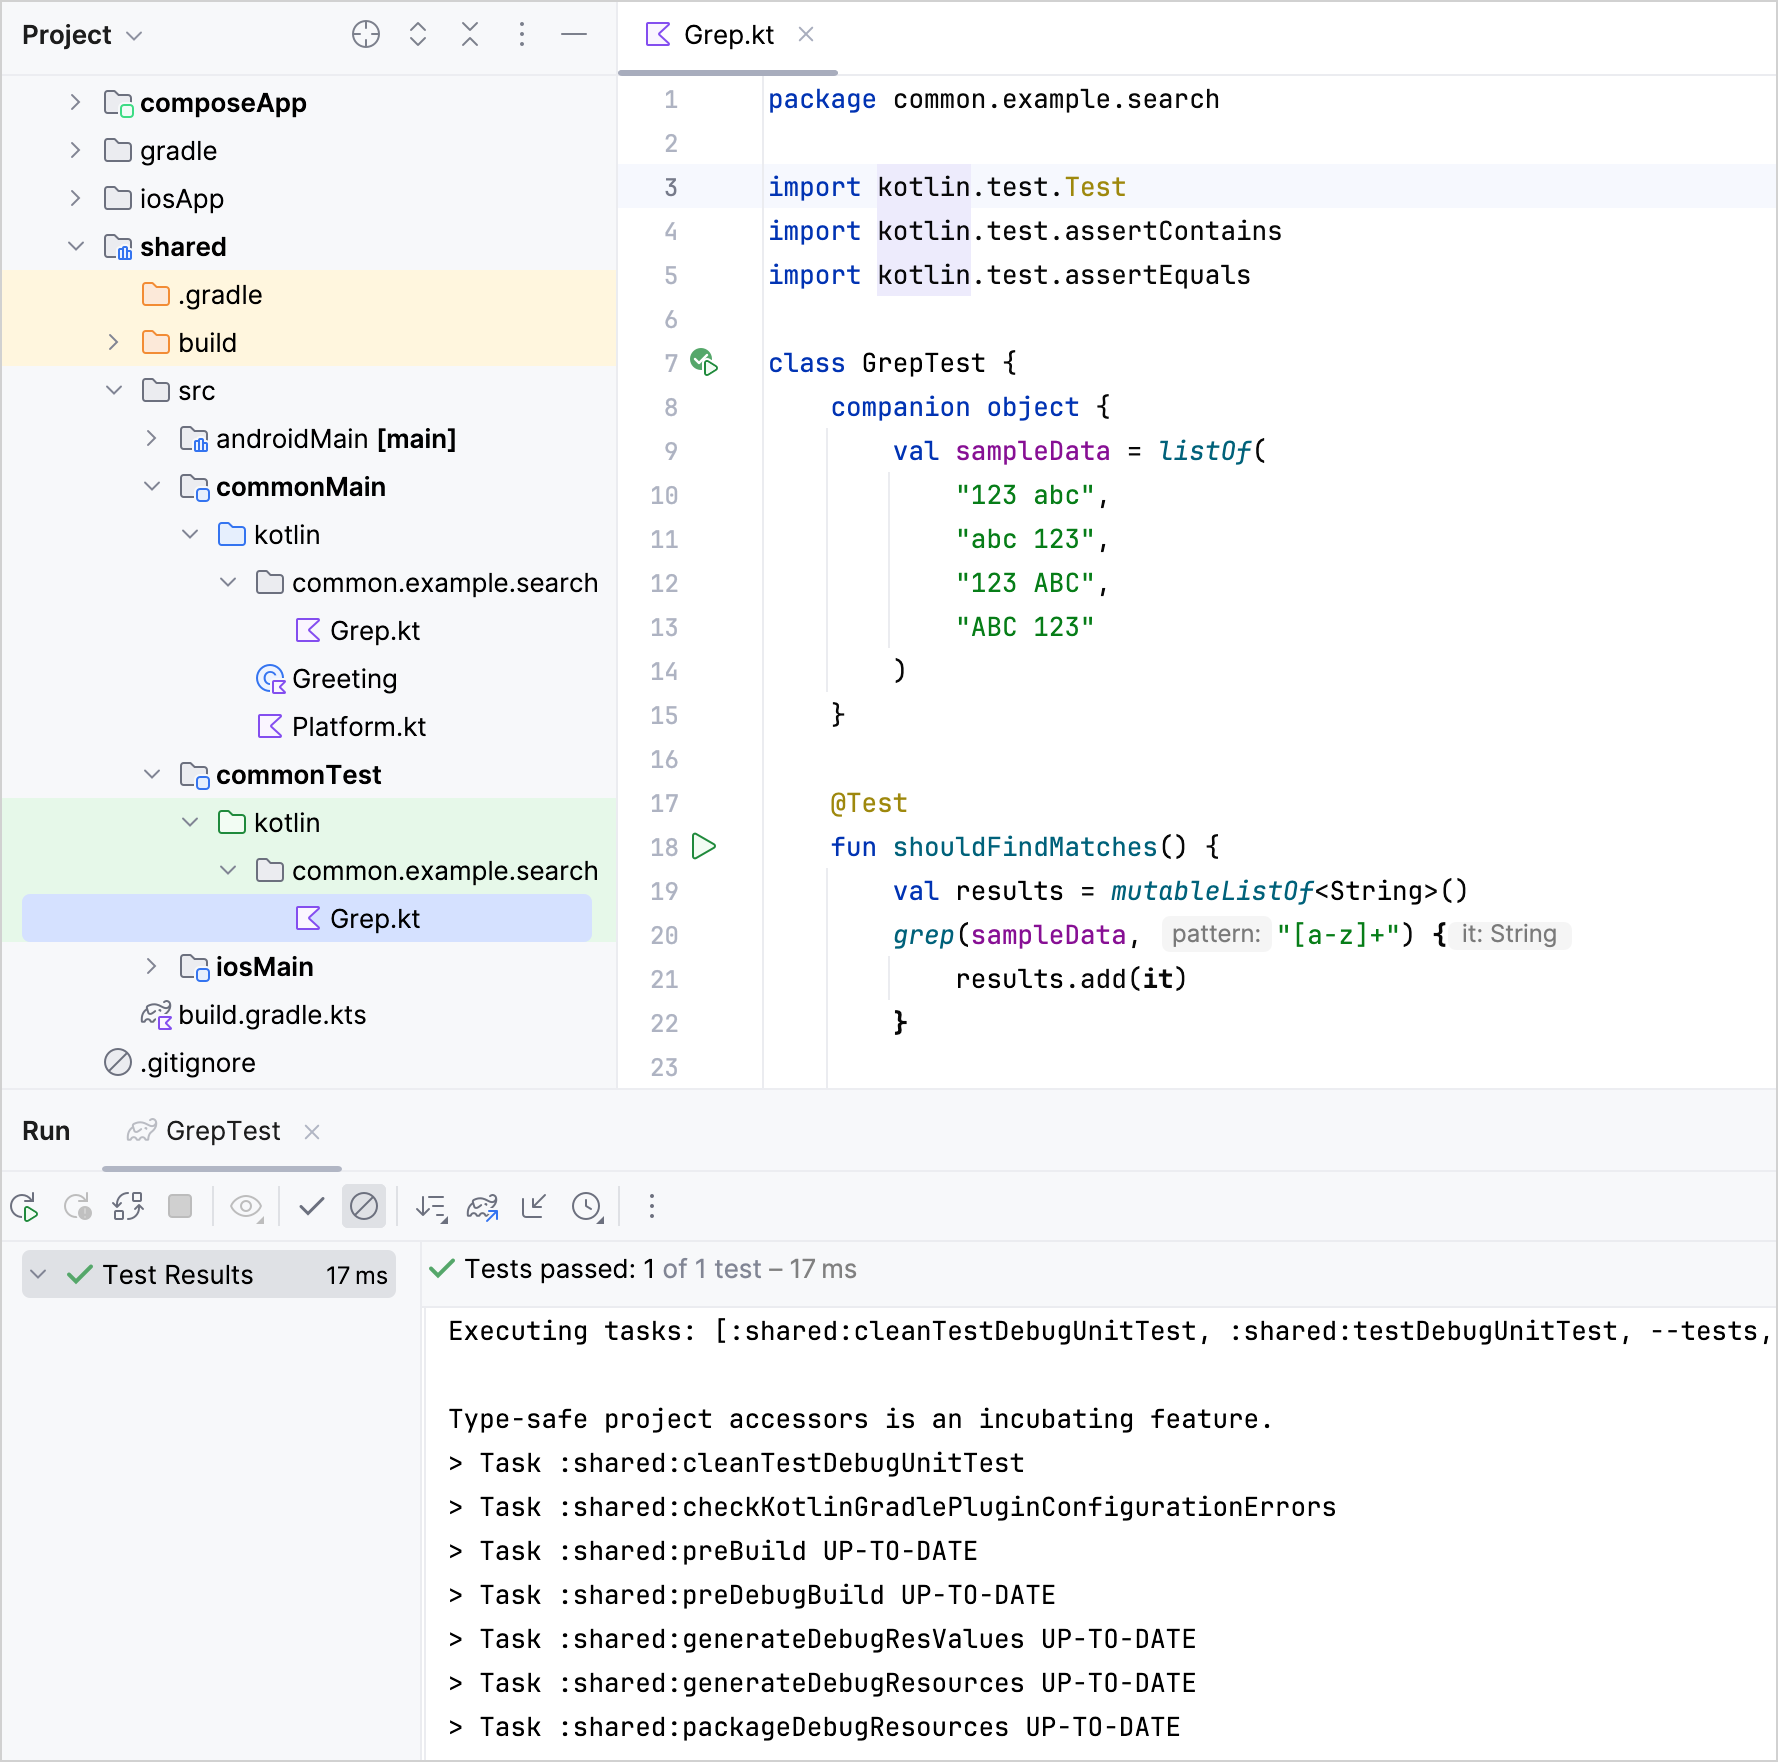 Project
composeApp
gradle
iosApp
shared
.gradle
build
src
androidMain [main]
commonMain
kotlin
common.example.search
Grep.kt
Greeting
Platform.kt
commonTest
kotlin
common.example.search
Grep.kt
iosMain
build.gradle.kts
.gitignore
Grep.kt
1 package common.example.search
2
3 import kotlin.test.Test
4 import kotlin.test.assertContains
5 import kotlin.test.assertEquals
6
7 class GrepTest {
8 companion object {
9 val sampleData = listOf(
10 "123 abc",
11 "abc 123",
12 "123 ABC",
13 "ABC 123"
14 )
15 }
16
17 @Test
18 fun shouldFindMatches() {
19 val results = mutableListOf<String>()
20 grep(sampleData, pattern: "[a-z]+") { it: String
21 results.add(it)
22 }
23
Run GrepTest
Test Results 17 ms
Tests passed: 1 of 1 test – 17 ms
Executing tasks: [:shared:cleanTestDebugUnitTest, :shared:testDebugUnitTest, --tests,
Type-safe project accessors is an incubating feature.
> Task :shared:cleanTestDebugUnitTest
> Task :shared:checkKotlinGradlePluginConfigurationErrors
> Task :shared:preBuild UP-TO-DATE
> Task :shared:preDebugBuild UP-TO-DATE
> Task :shared:generateDebugResValues UP-TO-DATE
> Task :shared:generateDebugResources UP-TO-DATE
> Task :shared:packageDebugResources UP-TO-DATE